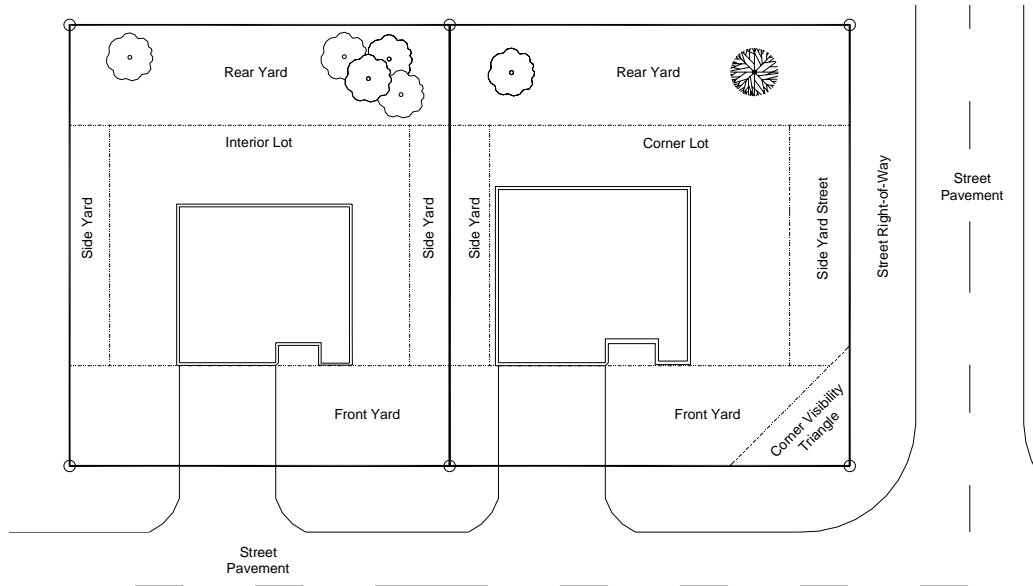 Rear Yard
Rear Yard
Interior Lot
Corner Lot
Side Yard
Side Yard
Side Yard
Side Yard Street
Street Right-of-Way
Street
Pavement
Front Yard
Front Yard
Corner Visibility
Triangle
Street
Pavement